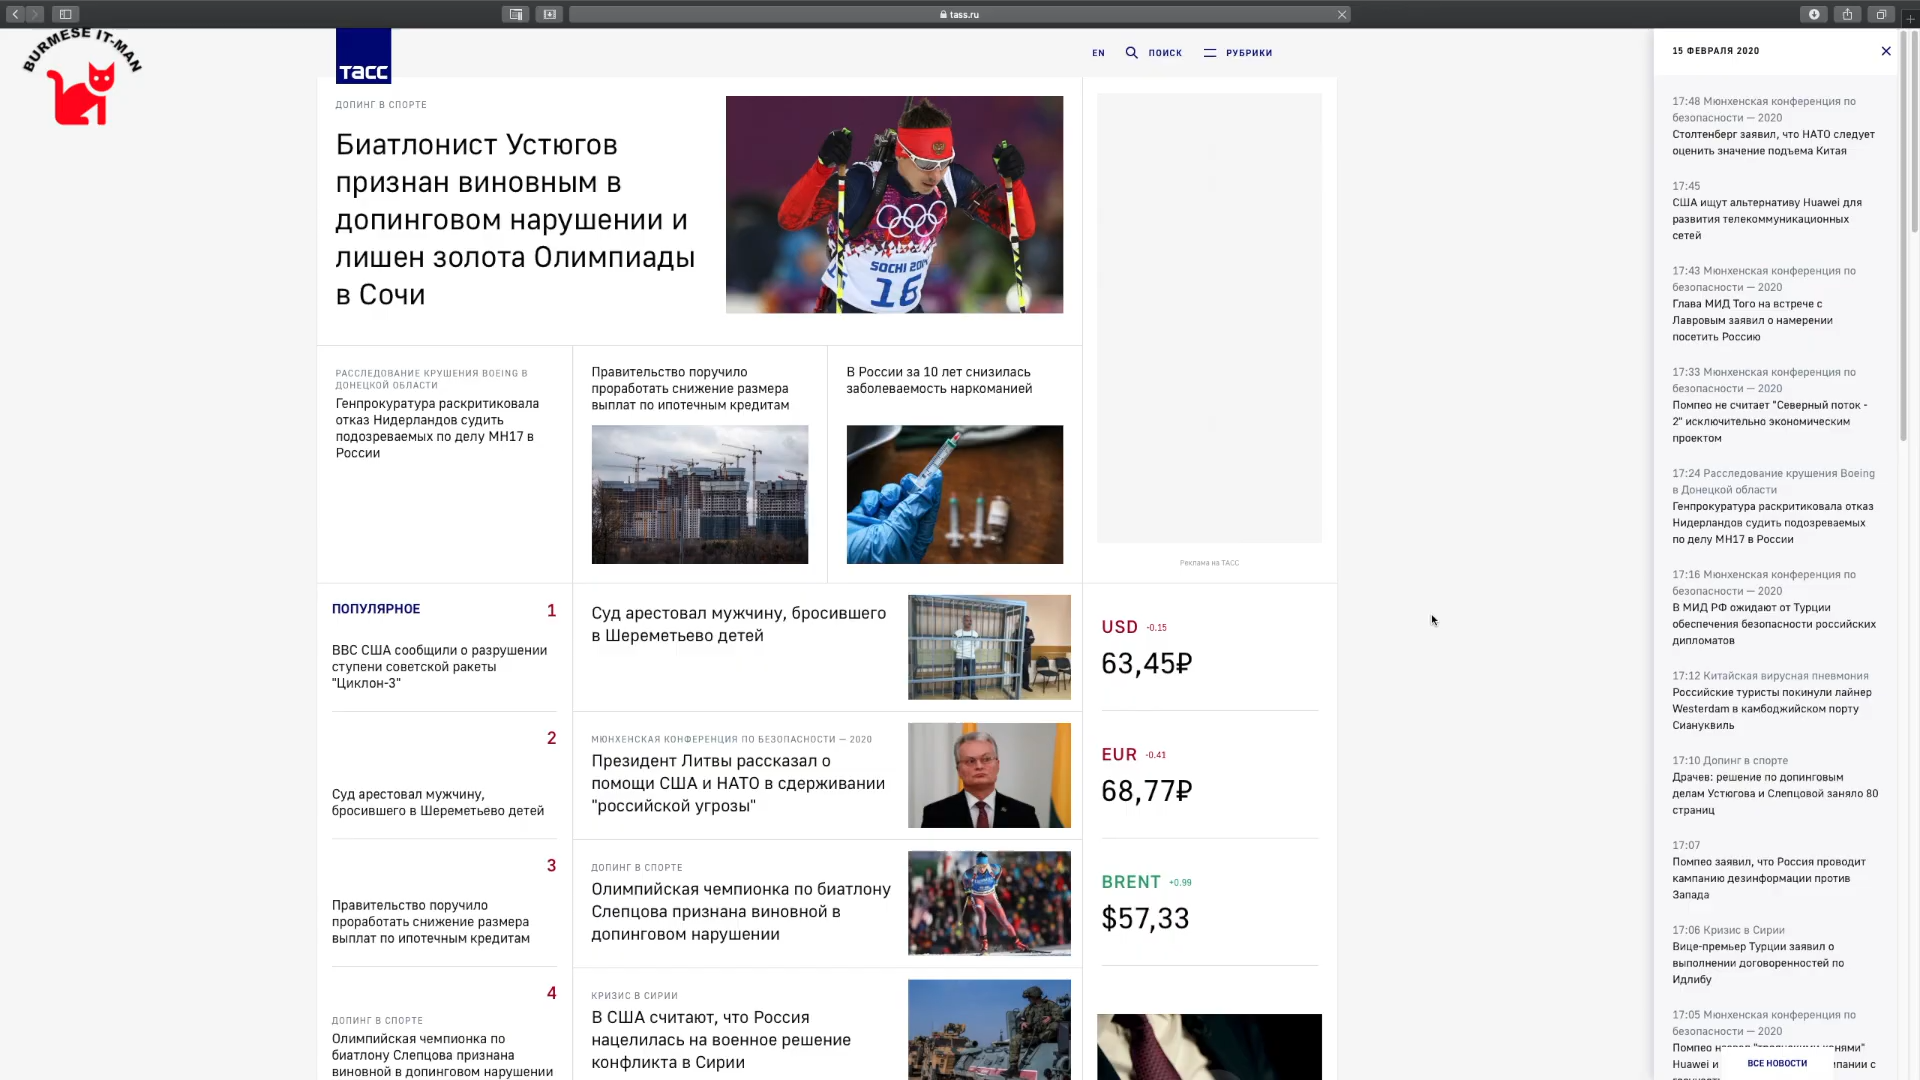 tass.ru
BURMESE IT-MAN
ТАСС
EN
ПОИСК
РУБРИКИ
ДОПИНГ В СПОРТЕ
Биатлонист Устюгов
признан виновным в
допинговом нарушении и
лишен золота Олимпиады
в Сочи
SOCHI 2014
16
РАССЛЕДОВАНИЕ КРУШЕНИЯ BOEING В
ДОНЕЦКОЙ ОБЛАСТИ
Генпрокуратура раскритиковала
отказ Нидерландов судить
подозреваемых по делу MH17 в
России
Правительство поручило
проработать снижение размера
выплат по ипотечным кредитам
В России за 10 лет снизилась
заболеваемость наркоманией
Реклама на ТАСС
ПОПУЛЯРНОЕ
1
ВВС США сообщили о разрушении
ступени советской ракеты
"Циклон-3"
2
Суд арестовал мужчину,
бросившего в Шереметьево детей
3
Правительство поручило
проработать снижение размера
выплат по ипотечным кредитам
4
ДОПИНГ В СПОРТЕ
Олимпийская чемпионка по
биатлону Слепцова признана
виновной в допинговом нарушении
Суд арестовал мужчину, бросившего
в Шереметьево детей
МЮНХЕНСКАЯ КОНФЕРЕНЦИЯ ПО БЕЗОПАСНОСТИ — 2020
Президент Литвы рассказал о
помощи США и НАТО в сдерживании
"российской угрозы"
ДОПИНГ В СПОРТЕ
Олимпийская чемпионка по биатлону
Слепцова признана виновной в
допинговом нарушении
КРИЗИС В СИРИИ
В США считают, что Россия
нацелилась на военное решение
конфликта в Сирии
USD -0.15
63,45₽
EUR -0.41
68,77₽
BRENT +0.99
$57,33
15 ФЕВРАЛЯ 2020
17:48 Мюнхенская конференция по
безопасности — 2020
Столтенберг заявил, что НАТО следует
оценить значение подъема Китая
17:45
США ищут альтернативу Huawei для
развития телекоммуникационных
сетей
17:43 Мюнхенская конференция по
безопасности — 2020
Глава МИД Того на встрече с
Лавровым заявил о намерении
посетить Россию
17:33 Мюнхенская конференция по
безопасности — 2020
Помпео не считает "Северный поток -
2" исключительно экономическим
проектом
17:24 Расследование крушения Boeing
в Донецкой области
Генпрокуратура раскритиковала отказ
Нидерландов судить подозреваемых
по делу MH17 в России
17:16 Мюнхенская конференция по
безопасности — 2020
В МИД РФ ожидают от Турции
обеспечения безопасности российских
дипломатов
17:12 Китайская вирусная пневмония
Российские туристы покинули лайнер
Westerdam в камбоджийском порту
Сиануквиль
17:10 Допинг в спорте
Драчев: решение по допинговым
делам Устюгова и Слепцовой заняло 80
страниц
17:07
Помпео заявил, что Россия проводит
кампанию дезинформации против
Запада
17:06 Кризис в Сирии
Вице-премьер Турции заявил о
выполнении договоренностей по
Идлибу
17:05 Мюнхенская конференция по
безопасности — 2020
Помпео
Huawei и
ВСЕ НОВОСТИ